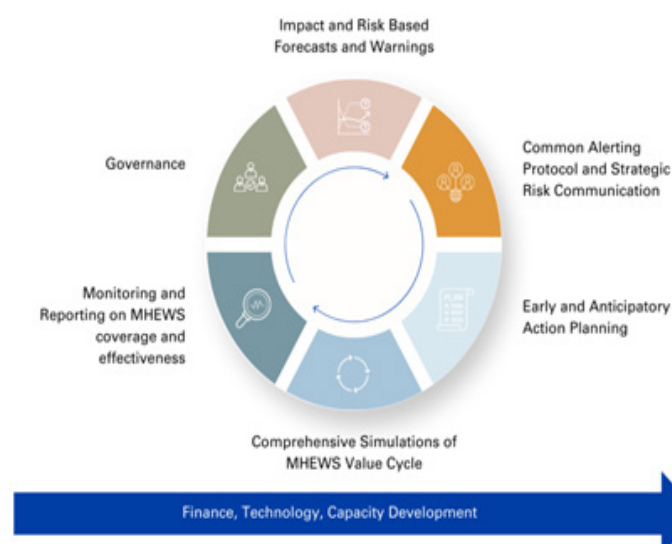 Impact and Risk Based
Forecasts and Warnings
Common Alerting
Protocol and Strategic
Risk Communication
Early and Anticipatory
Action Planning
Comprehensive Simulations of
MHEWS Value Cycle
Monitoring and
Reporting on MHEWS
coverage and
effectiveness
Governance
Finance, Technology, Capacity Development